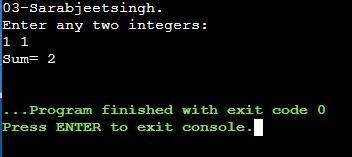 03-Sarabjeetsingh.
Enter any two integers:
1 1
Sum= 2
...Program finished with exit code 0
Press ENTER to exit console.